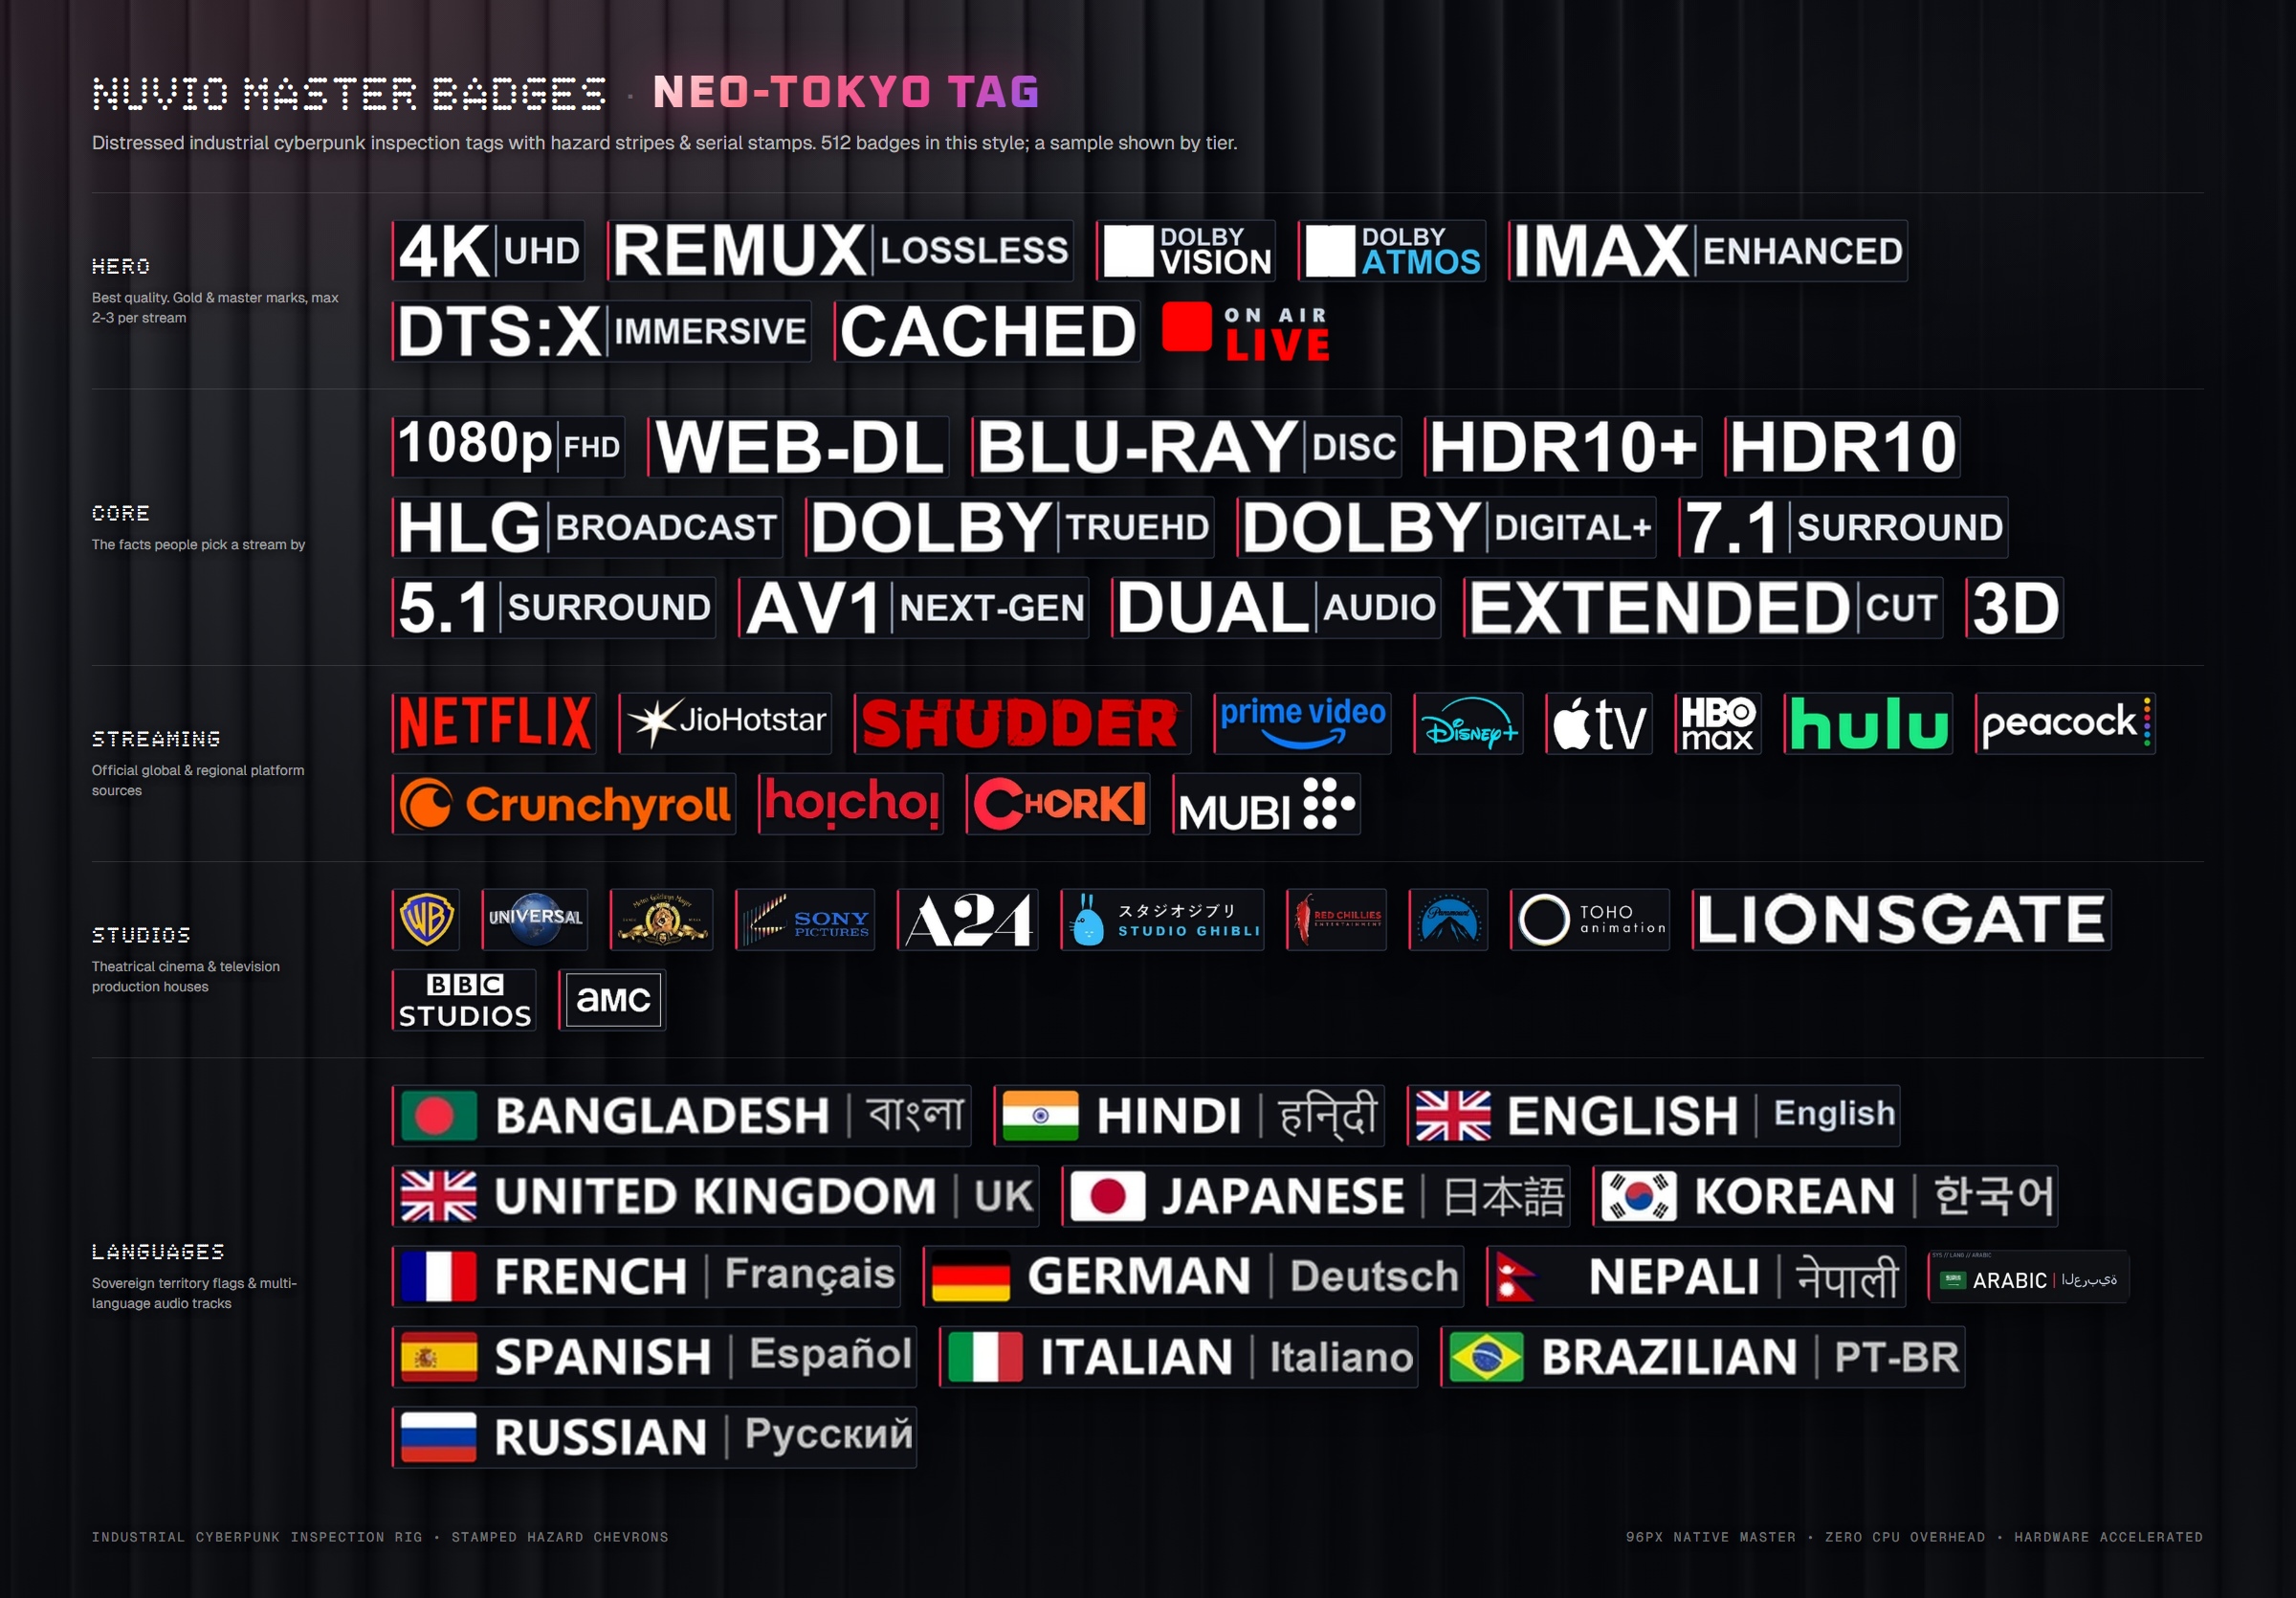 NUVIO MASTER BADGES · NEO-TOKYO TAG
Distressed industrial cyberpunk inspection tags with hazard stripes & serial stamps. 512 badges in this style; a sample shown by tier.
HERO
Best quality. Gold & master marks, max
2-3 per stream
4K | UHD
REMUX | LOSSLESS
DOLBY
VISION
DOLBY
ATMOS
IMAX | ENHANCED
DTS:X | IMMERSIVE
CACHED
ON AIR
LIVE
CORE
The facts people pick a stream by
1080p | FHD
WEB-DL
BLU-RAY | DISC
HDR10+
HDR10
HLG | BROADCAST
DOLBY | TRUEHD
DOLBY | DIGITAL+
7.1 | SURROUND
5.1 | SURROUND
AV1 | NEXT-GEN
DUAL | AUDIO
EXTENDED | CUT
3D
STREAMING
Official global & regional platform
sources
NETFLIX
JioHotstar
SHUDDER
prime video
Disney+
tv
HBO
max
hulu
peacock
Crunchyroll
hoichoi
CHORKI
MUBI
STUDIOS
Theatrical cinema & television
production houses
WB
UNIVERSAL
Metro Goldwyn Mayer
SONY
PICTURES
A24
スタジオジブリ
STUDIO GHIBLI
RED CHILLIES
ENTERTAINMENT
Paramount
TOHO
animation
LIONSGATE
BBC
STUDIOS
aMC
LANGUAGES
Sovereign territory flags & multi-
language audio tracks
BANGLADESH | বাংলা
HINDI | हिन्दी
ENGLISH | English
UNITED KINGDOM | UK
JAPANESE | 日本語
KOREAN | 한국어
FRENCH | Français
GERMAN | Deutsch
NEPALI | नेपाली
SYS // LANG // ARABIC
ARABIC | العربية
SPANISH | Español
ITALIAN | Italiano
BRAZILIAN | PT-BR
RUSSIAN | Русский
INDUSTRIAL CYBERPUNK INSPECTION RIG • STAMPED HAZARD CHEVRONS
96PX NATIVE MASTER • ZERO CPU OVERHEAD • HARDWARE ACCELERATED